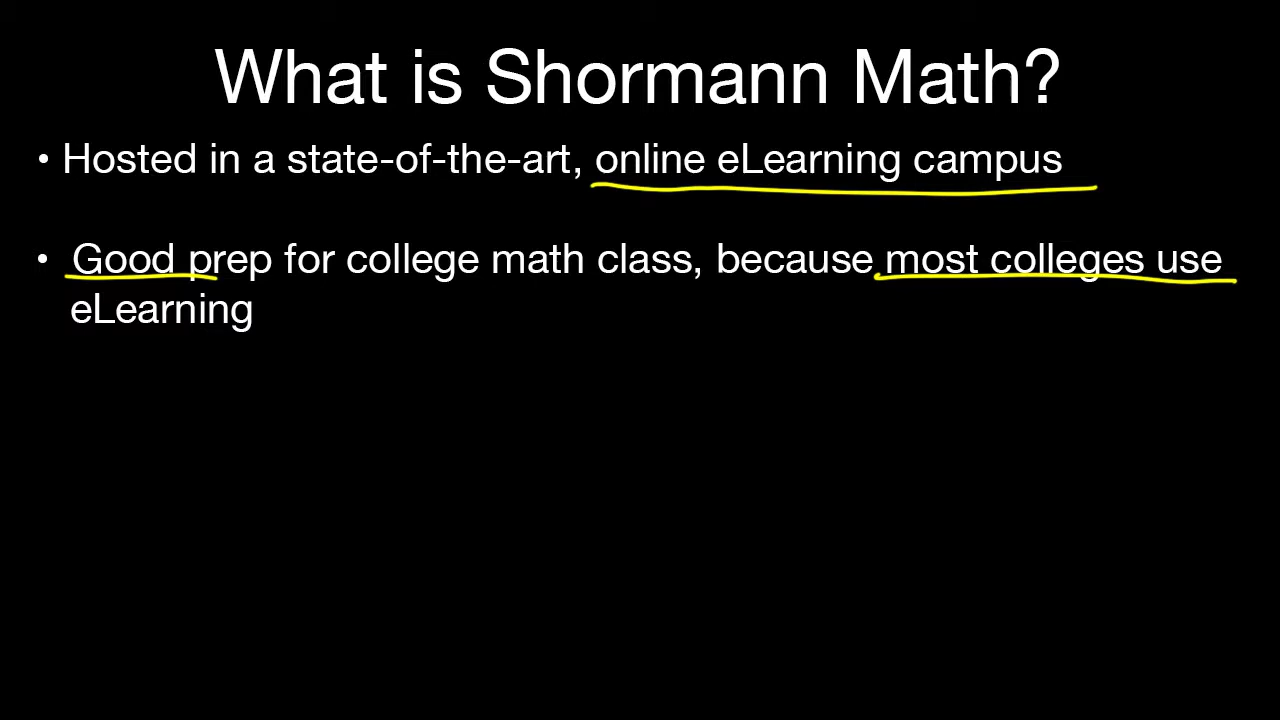 What is Shormann Math?
• Hosted in a state-of-the-art, online eLearning campus
• Good prep for college math class, because most colleges use
eLearning